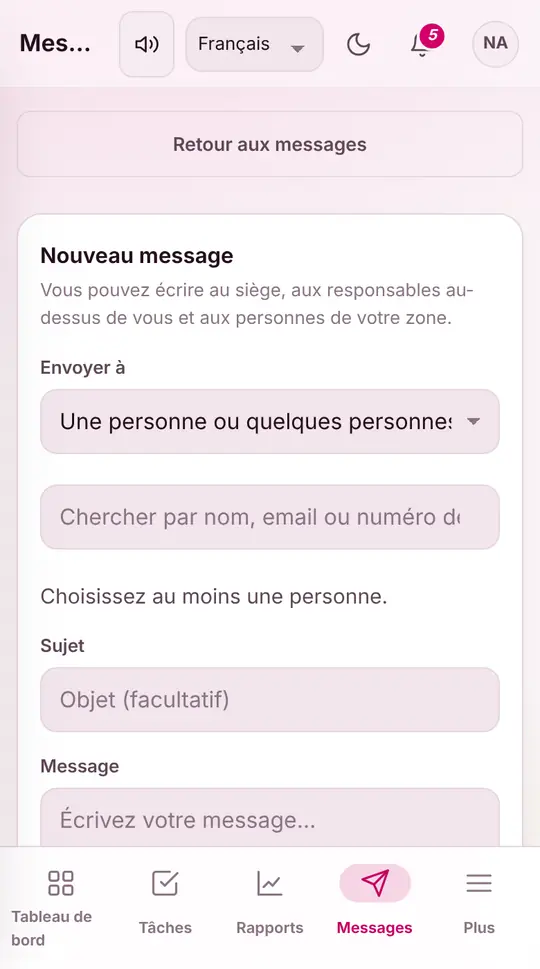 Mes...
Français
5
NA
Retour aux messages
Nouveau message
Vous pouvez écrire au siège, aux responsables au-
dessus de vous et aux personnes de votre zone.
Envoyer à
Une personne ou quelques personnes
Chercher par nom, email ou numéro de
Choisissez au moins une personne.
Sujet
Objet (facultatif)
Message
Écrivez votre message...
Tableau de
bord
Tâches
Rapports
Messages
Plus